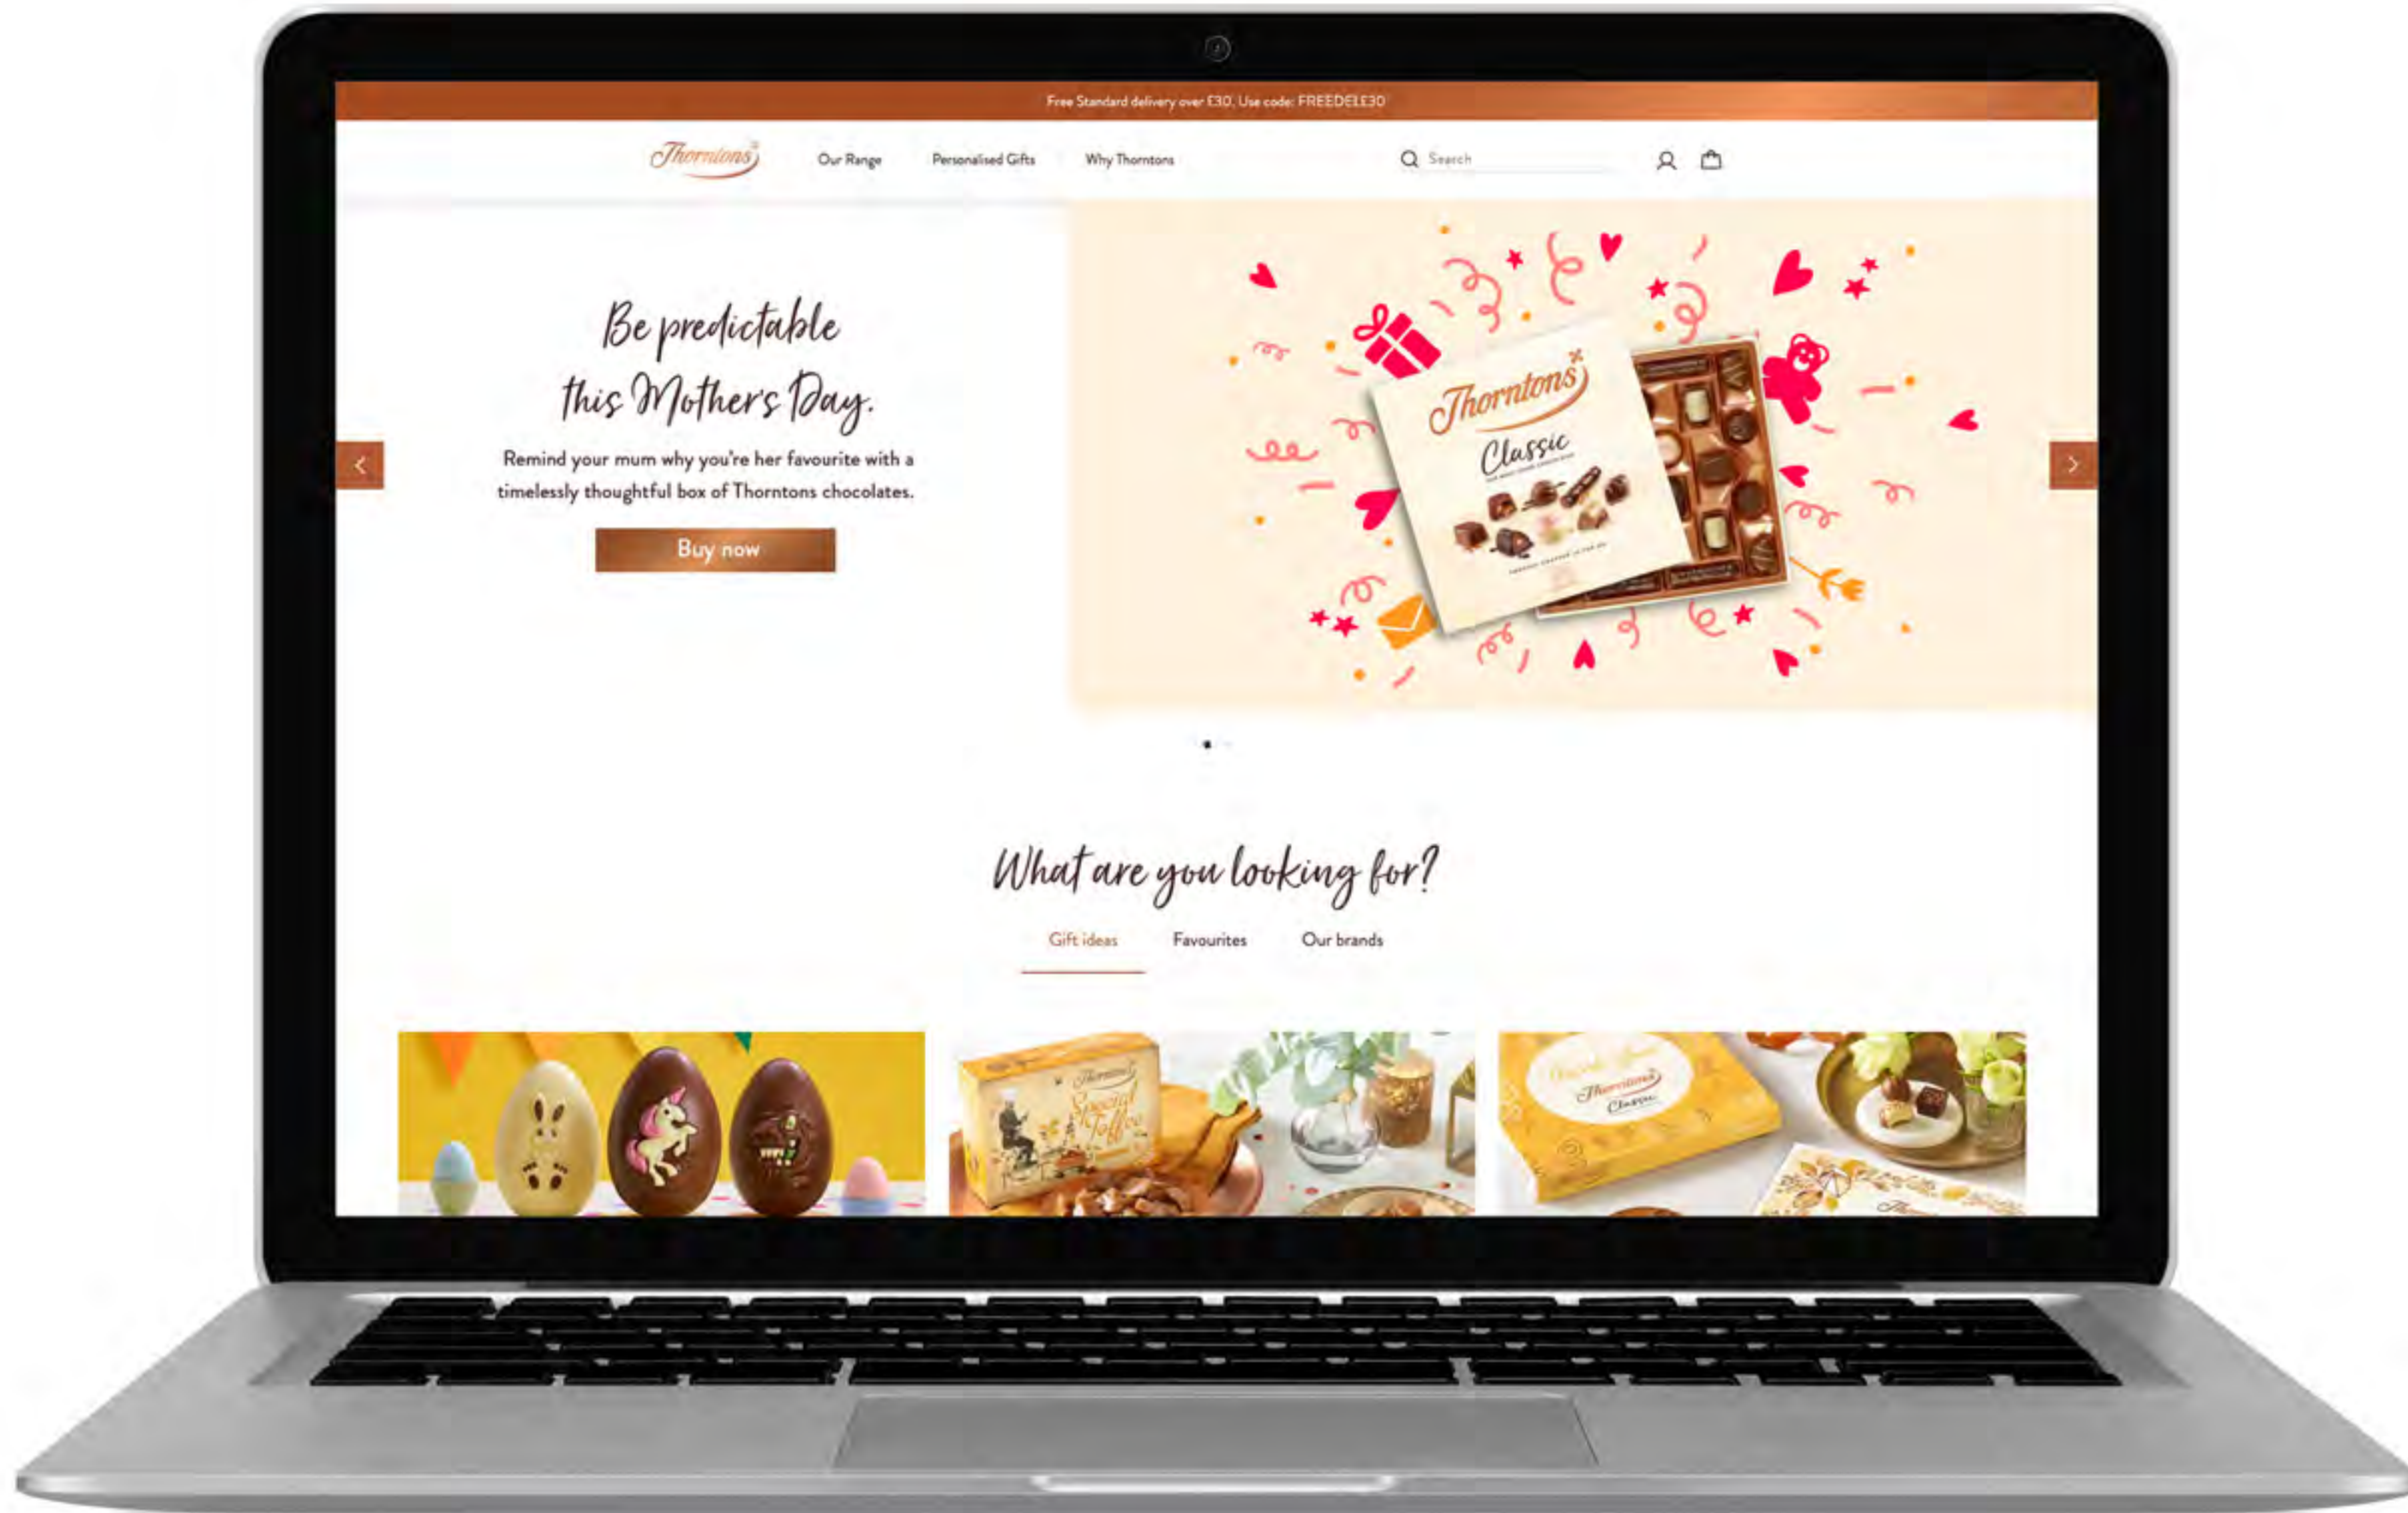 Free Standard delivery over £30. Use code: FREEDEL£30
Thorntons
Our Range
Personalised Gifts
Why Thorntons
Search
Be predictable
this Mother's Day.
Remind your mum why you're her favourite with a
timelessly thoughtful box of Thorntons chocolates.
Buy now
Thorntons
Classic
What are you looking for?
Gift ideas
Favourites
Our brands
Thorntons
Special
Toffee
Thorntons
Classic